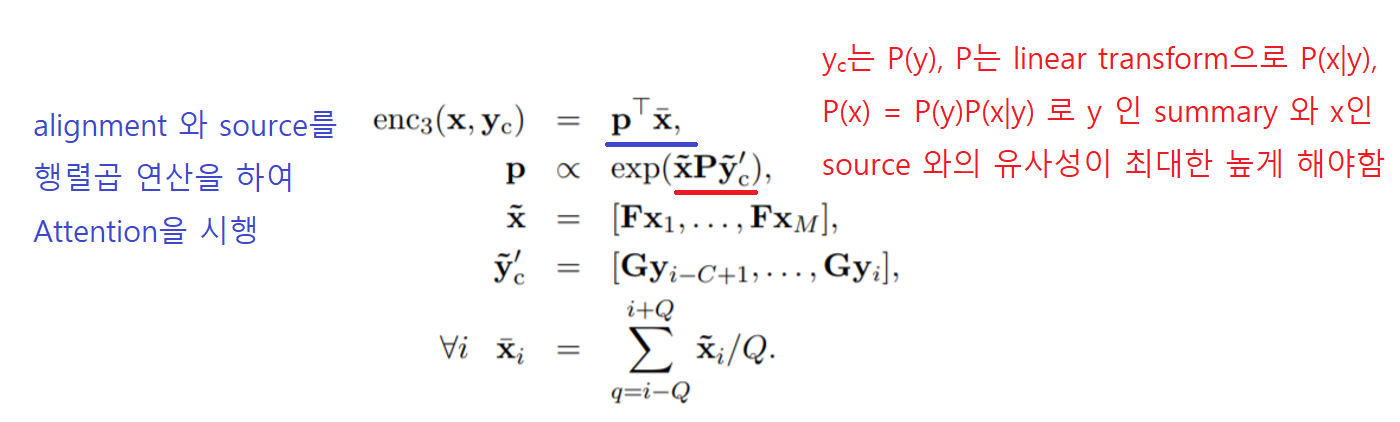 y꜀는 P(y), P는 linear transform으로 P(x|y),
P(x) = P(y)P(x|y) 로 y 인 summary 와 x인
source 와의 유사성이 최대한 높게 해야함
alignment 와 source를
행렬곱 연산을 하여
Attention을 시행
enc₃(x, y_c) = p^⊤ x̄,
p ∝ exp(x̃Pỹ′_c),
x̃ = [Fx₁, . . . , Fx_M],
ỹ′_c = [Gy_{i−C+1}, . . . , Gy_i],
∀i x̄_i = ∑_{q=i−Q}^{i+Q} x̃_i/Q.